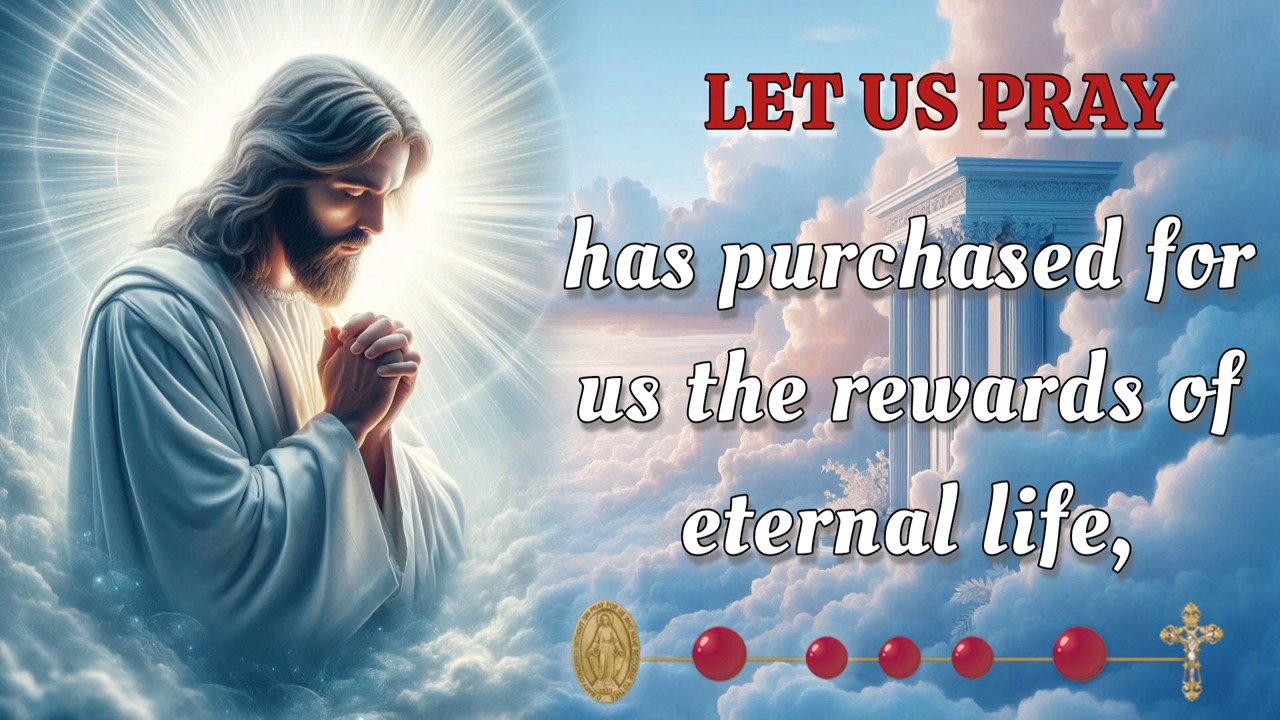 LET US PRAY
has purchased for
us the rewards of
eternal life,